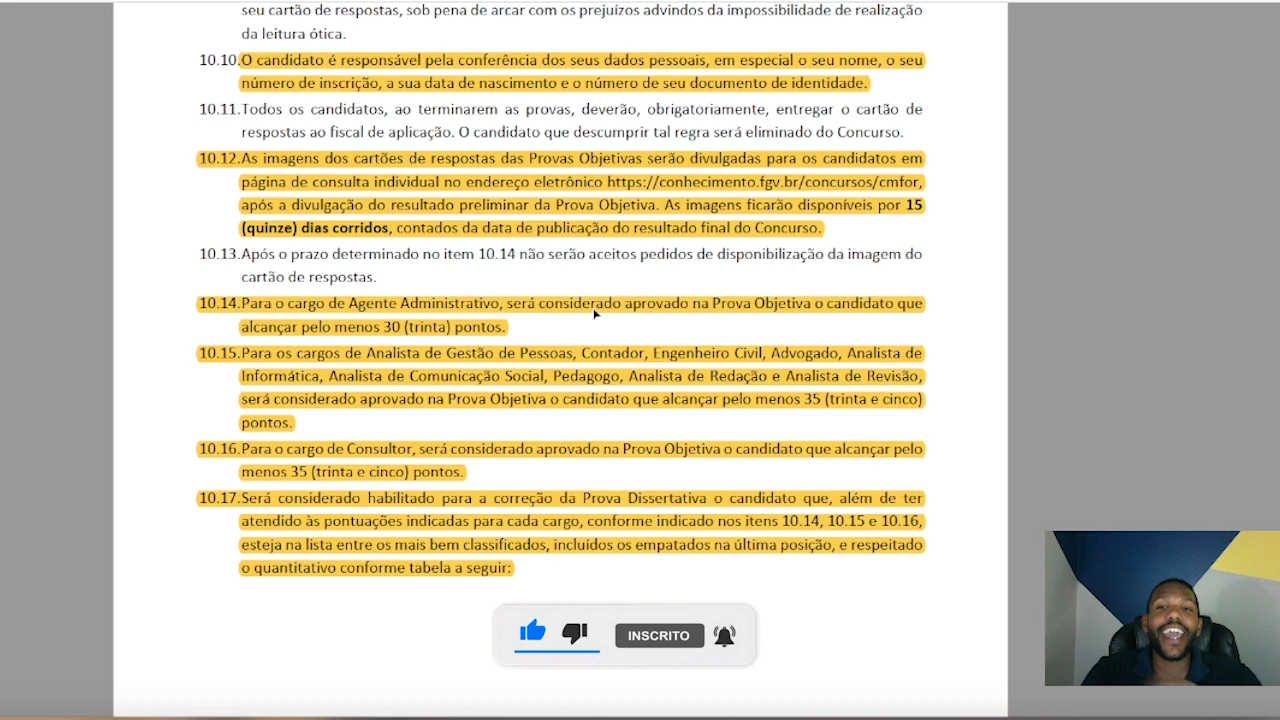 seu cartão de respostas, sob pena de arcar com os prejuízos advindos da impossibilidade de realização
da leitura ótica.
10.10.O candidato é responsável pela conferência dos seus dados pessoais, em especial o seu nome, o seu
número de inscrição, a sua data de nascimento e o número de seu documento de identidade.
10.11.Todos os candidatos, ao terminarem as provas, deverão, obrigatoriamente, entregar o cartão de
respostas ao fiscal de aplicação. O candidato que descumprir tal regra será eliminado do Concurso.
10.12.As imagens dos cartões de respostas das Provas Objetivas serão divulgadas para os candidatos em
página de consulta individual no endereço eletrônico https://conhecimento.fgv.br/concursos/cmfor,
após a divulgação do resultado preliminar da Prova Objetiva. As imagens ficarão disponíveis por 15
(quinze) dias corridos, contados da data de publicação do resultado final do Concurso.
10.13.Após o prazo determinado no item 10.14 não serão aceitos pedidos de disponibilização da imagem do
cartão de respostas.
10.14.Para o cargo de Agente Administrativo, será considerado aprovado na Prova Objetiva o candidato que
alcançar pelo menos 30 (trinta) pontos.
10.15.Para os cargos de Analista de Gestão de Pessoas, Contador, Engenheiro Civil, Advogado, Analista de
Informática, Analista de Comunicação Social, Pedagogo, Analista de Redação e Analista de Revisão,
será considerado aprovado na Prova Objetiva o candidato que alcançar pelo menos 35 (trinta e cinco)
pontos.
10.16.Para o cargo de Consultor, será considerado aprovado na Prova Objetiva o candidato que alcançar pelo
menos 35 (trinta e cinco) pontos.
10.17.Será considerado habilitado para a correção da Prova Dissertativa o candidato que, além de ter
atendido às pontuações indicadas para cada cargo, conforme indicado nos itens 10.14, 10.15 e 10.16,
esteja na lista entre os mais bem classificados, incluídos os empatados na última posição, e respeitado
o quantitativo conforme tabela a seguir:
INSCRITO